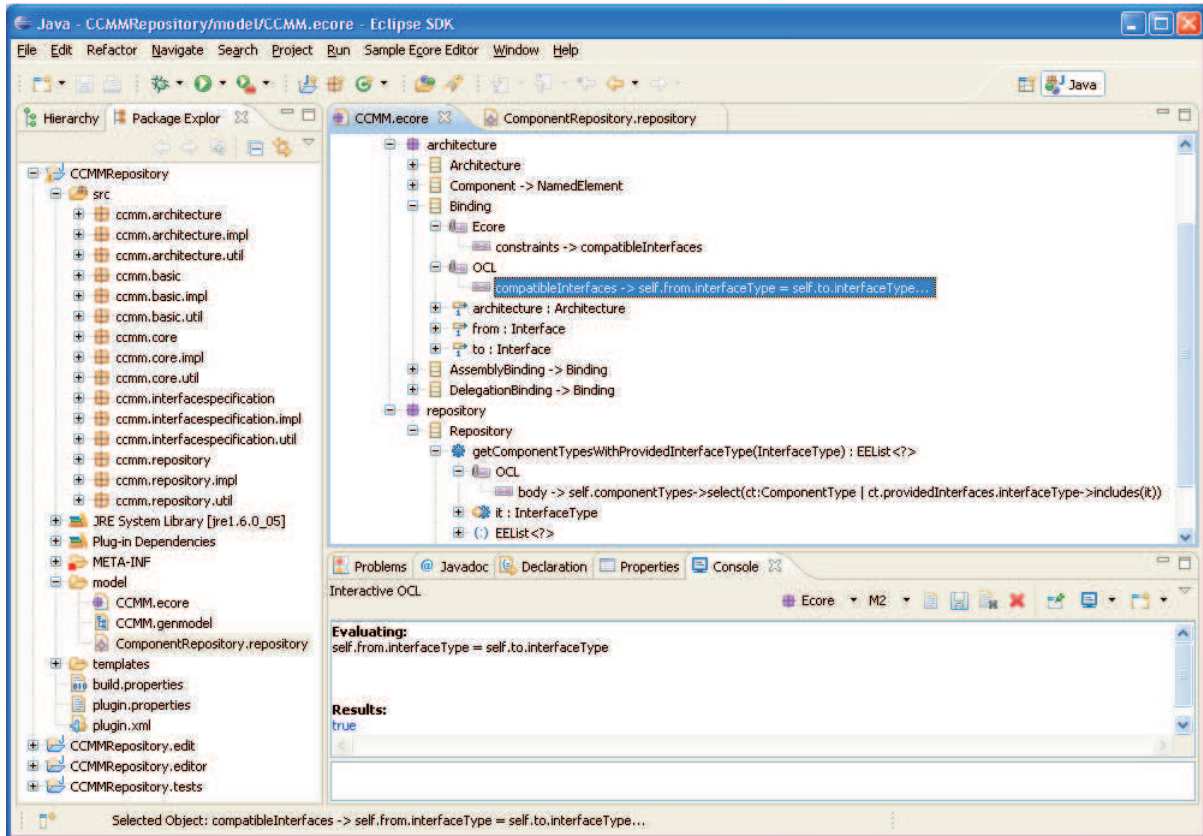 Java - CCMMRepository/model/CCMM.ecore - Eclipse SDK
File Edit Refactor Navigate Search Project Run Sample Ecore Editor Window Help
Java
Hierarchy Package Explor
CCMMRepository
src
ccmm.architecture
ccmm.architecture.impl
ccmm.architecture.util
ccmm.basic
ccmm.basic.impl
ccmm.basic.util
ccmm.core
ccmm.core.impl
ccmm.core.util
ccmm.interfacespecification
ccmm.interfacespecification.impl
ccmm.interfacespecification.util
ccmm.repository
ccmm.repository.impl
ccmm.repository.util
JRE System Library [jre1.6.0_05]
Plug-in Dependencies
META-INF
model
CCMM.ecore
CCMM.genmodel
ComponentRepository.repository
templates
build.properties
plugin.properties
plugin.xml
CCMMRepository.edit
CCMMRepository.editor
CCMMRepository.tests
CCMM.ecore ComponentRepository.repository
architecture
Architecture
Component -> NamedElement
Binding
Ecore
constraints -> compatibleInterfaces
OCL
compatibleInterfaces -> self.from.interfaceType = self.to.interfaceType...
architecture : Architecture
from : Interface
to : Interface
AssemblyBinding -> Binding
DelegationBinding -> Binding
repository
Repository
getComponentTypesWithProvidedInterfaceType(InterfaceType) : EEList<?>
OCL
body -> self.componentTypes->select(ct:ComponentType | ct.providedInterfaces.interfaceType->includes(it))
it : InterfaceType
EEList<?>
Problems @ Javadoc Declaration Properties Console
Interactive OCL
Ecore M2
Evaluating:
self.from.interfaceType = self.to.interfaceType
Results:
true
Selected Object: compatibleInterfaces -> self.from.interfaceType = self.to.interfaceType...